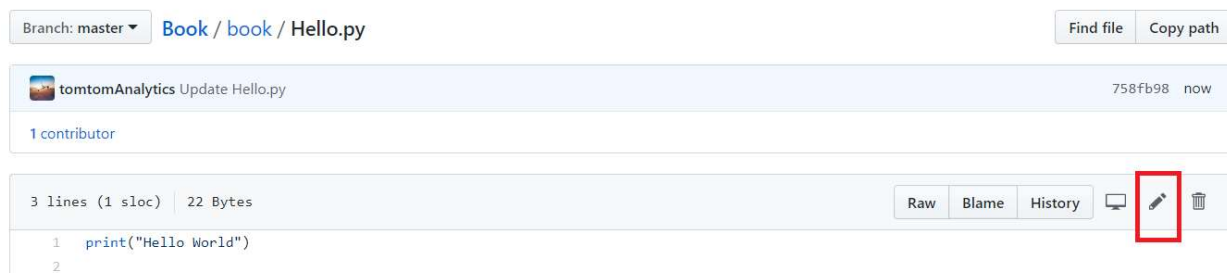 Branch: master Book / book / Hello.py Find file Copy path
tomtomAnalytics Update Hello.py 758fb98 now
1 contributor
3 lines (1 sloc) 22 Bytes Raw Blame History
1 print("Hello World")
2